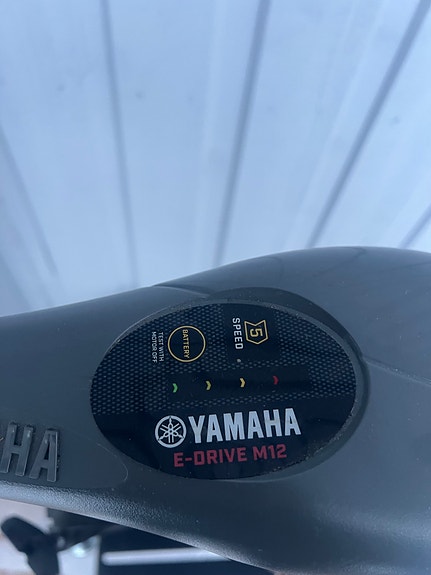 5
SPEED
BATTERY
TEST WITH
MOTOR OFF
YAMAHA
E-DRIVE M12
HA